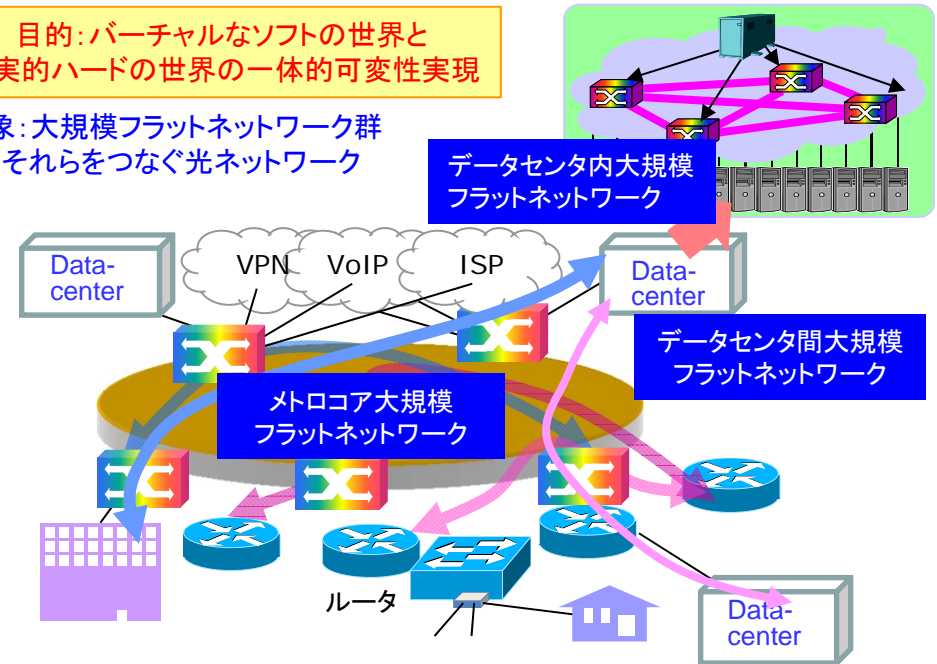 目的：バーチャルなソフトの世界と
実的ハードの世界の一体的可変性実現
象：大規模フラットネットワーク群
それらをつなぐ光ネットワーク
データセンタ内大規模
フラットネットワーク
Data-
center
VPN
VoIP
ISP
Data-
center
データセンタ間大規模
フラットネットワーク
メトロコア大規模
フラットネットワーク
ルータ
Data-
center